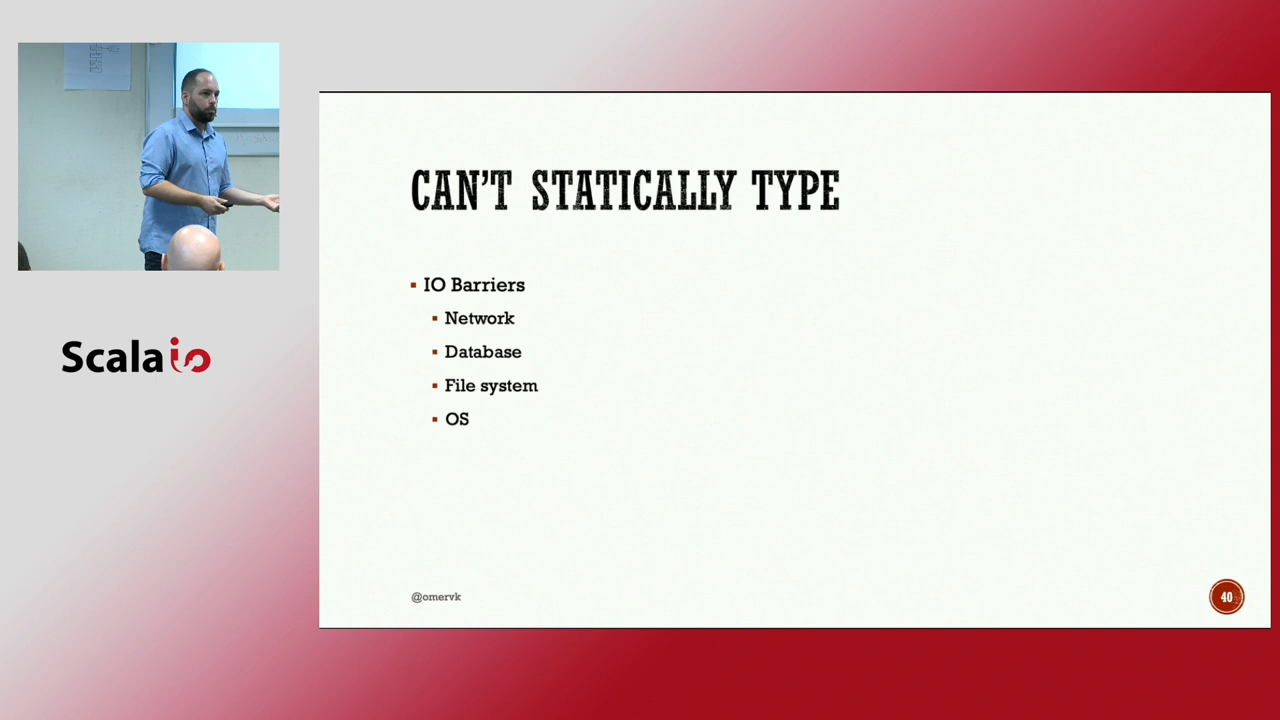 Scala io
CAN'T STATICALLY TYPE
IO Barriers
Network
Database
File system
OS
@omervk
40